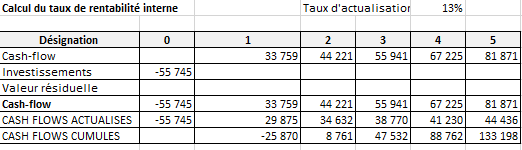 Calcul du taux de rentabilité interne Taux d'actualisation 13%
Désignation 0 1 2 3 4 5
Cash-flow 33 759 44 221 55 941 67 225 81 871
Investissements -55 745
Valeur résiduelle
Cash-flow -55 745 33 759 44 221 55 941 67 225 81 871
CASH FLOWS ACTUALISES -55 745 29 875 34 632 38 770 41 230 44 436
CASH FLOWS CUMULES -25 870 8 761 47 532 88 762 133 198